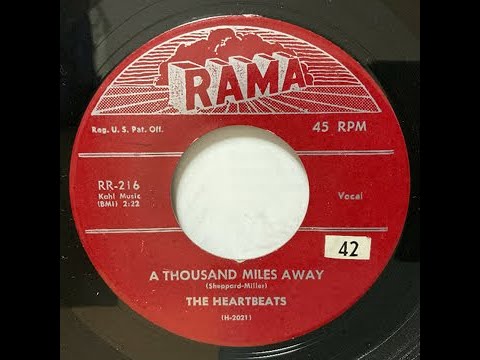 RAMA
Reg. U. S. Pat. Off.
45 RPM
RR-216
Kahl Music
(BMI) 2:22
Vocal
42
A THOUSAND MILES AWAY
(Sheppard-Miller)
THE HEARTBEATS
(H-2021)